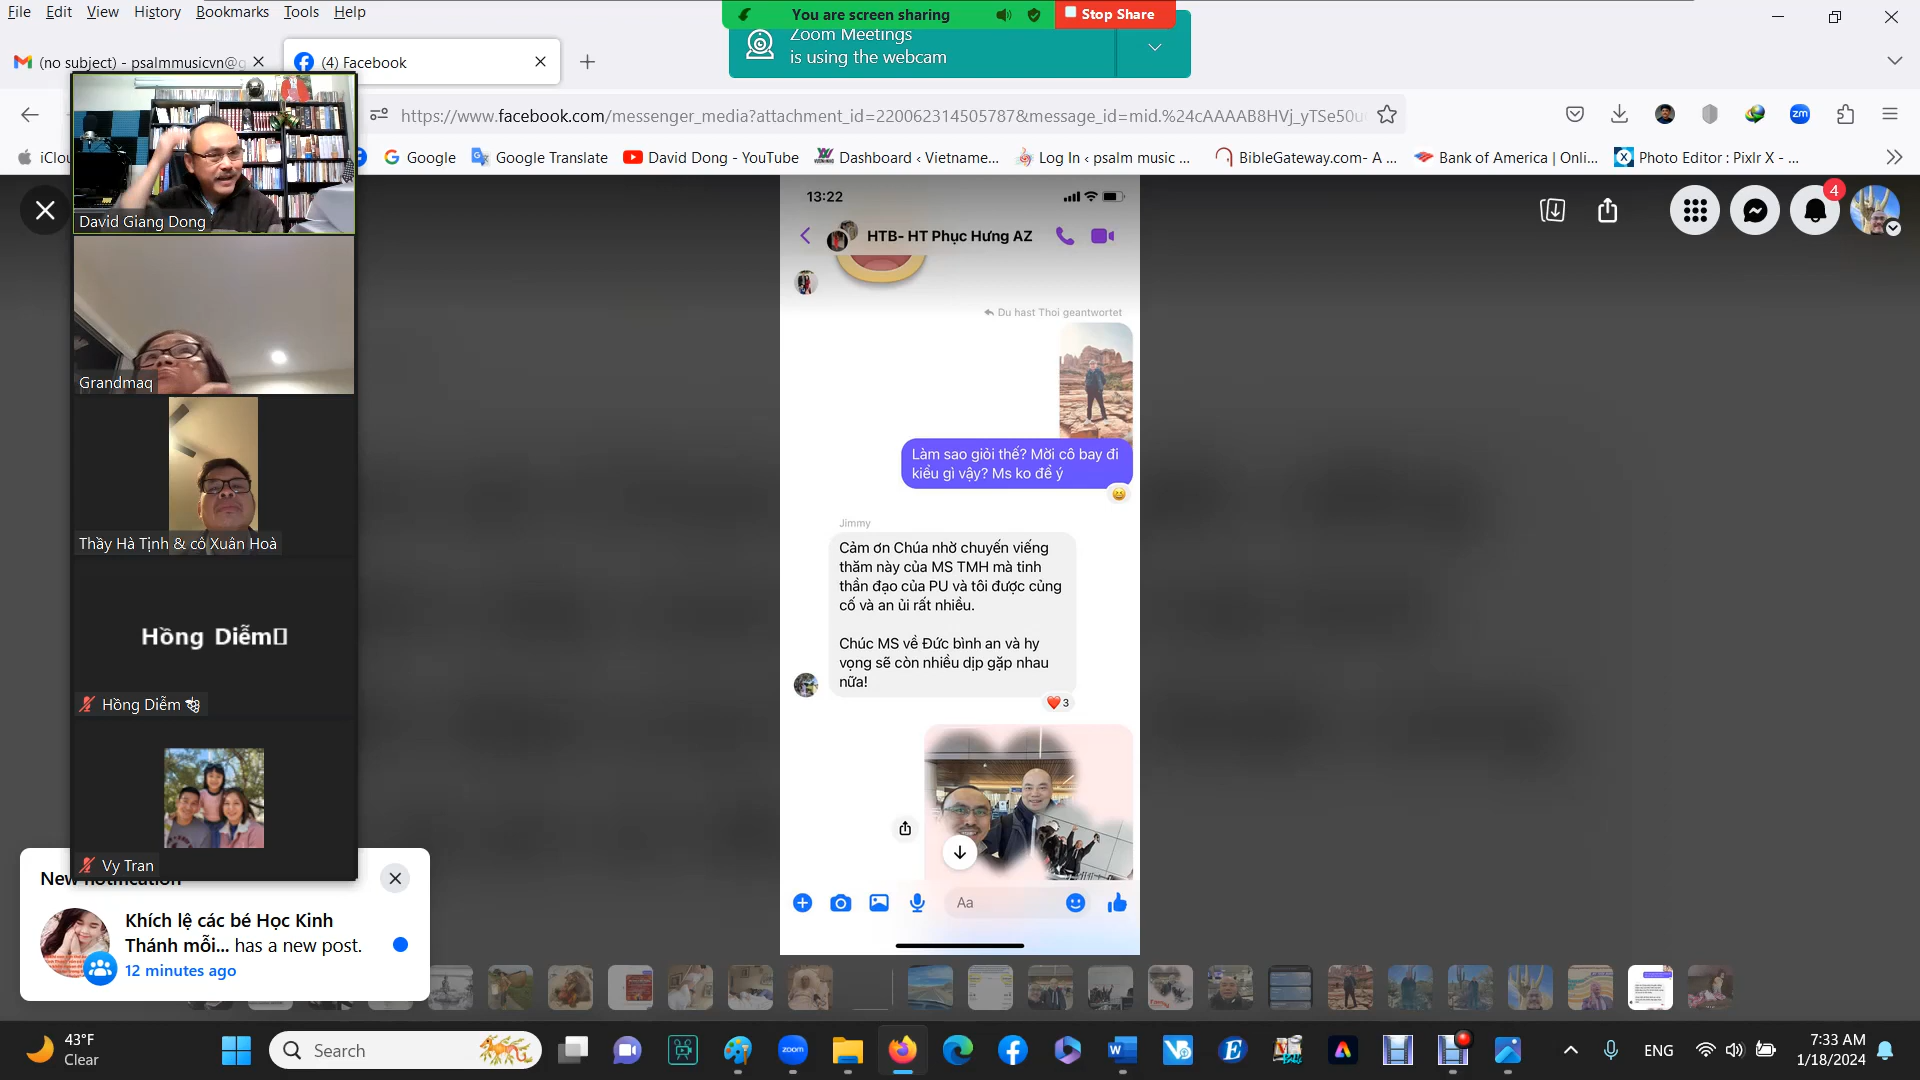 File Edit View History Bookmarks Tools Help
You are screen sharing
Stop Share
Zoom Meetings
is using the webcam
(no subject) - psalmmusicvn@g
(4) Facebook
https://www.facebook.com/messenger_media?attachment_id=220062314505787&message_id=mid.%24cAAAAB8HVj_yTSe50u
iClou
Google
Google Translate
David Dong - YouTube
Dashboard ‹ Vietname...
Log In ‹ psalm music ...
BibleGateway.com- A ...
Bank of America | Onli...
Photo Editor : Pixlr X - ...
David Giang Dong
Grandmaq
Thầy Hà Tịnh & cô Xuân Hoà
Hồng Diễm
Hồng Diễm
Vy Tran
4
13:22
HTB- HT Phục Hưng AZ
Du hast Thoi geantwortet
Làm sao giỏi thế? Mời cô bay đi
kiểu gì vậy? Ms ko để ý
Jimmy
Cảm ơn Chúa nhờ chuyến viếng
thăm này của MS TMH mà tinh
thần đạo của PU và tôi được củng
cố và an ủi rất nhiều.
Chúc MS về Đức bình an và hy
vọng sẽ còn nhiều dịp gặp nhau
nữa!
3
Aa
New notification
Khích lệ các bé Học Kinh
Thánh mỗi... has a new post.
12 minutes ago
43°F
Clear
Search
zoom
ENG
7:33 AM
1/18/2024